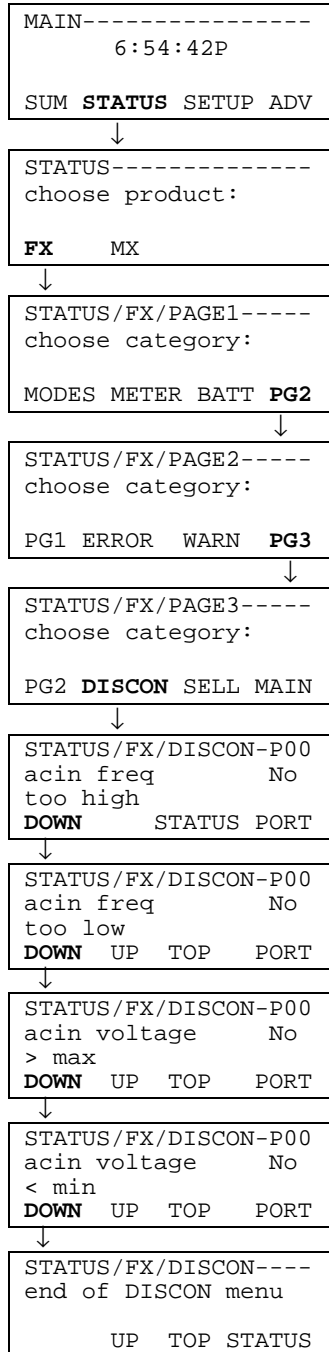 MAIN----------------
6:54:42P
SUM STATUS SETUP ADV
↓
STATUS--------------
choose product:
FX MX
↓
STATUS/FX/PAGE1-----
choose category:
MODES METER BATT PG2
↓
STATUS/FX/PAGE2-----
choose category:
PG1 ERROR WARN PG3
↓
STATUS/FX/PAGE3-----
choose category:
PG2 DISCON SELL MAIN
↓
STATUS/FX/DISCON-P00
acin freq No
too high
DOWN STATUS PORT
↓
STATUS/FX/DISCON-P00
acin freq No
too low
DOWN UP TOP PORT
↓
STATUS/FX/DISCON-P00
acin voltage No
> max
DOWN UP TOP PORT
↓
STATUS/FX/DISCON-P00
acin voltage No
< min
DOWN UP TOP PORT
↓
STATUS/FX/DISCON----
end of DISCON menu
UP TOP STATUS